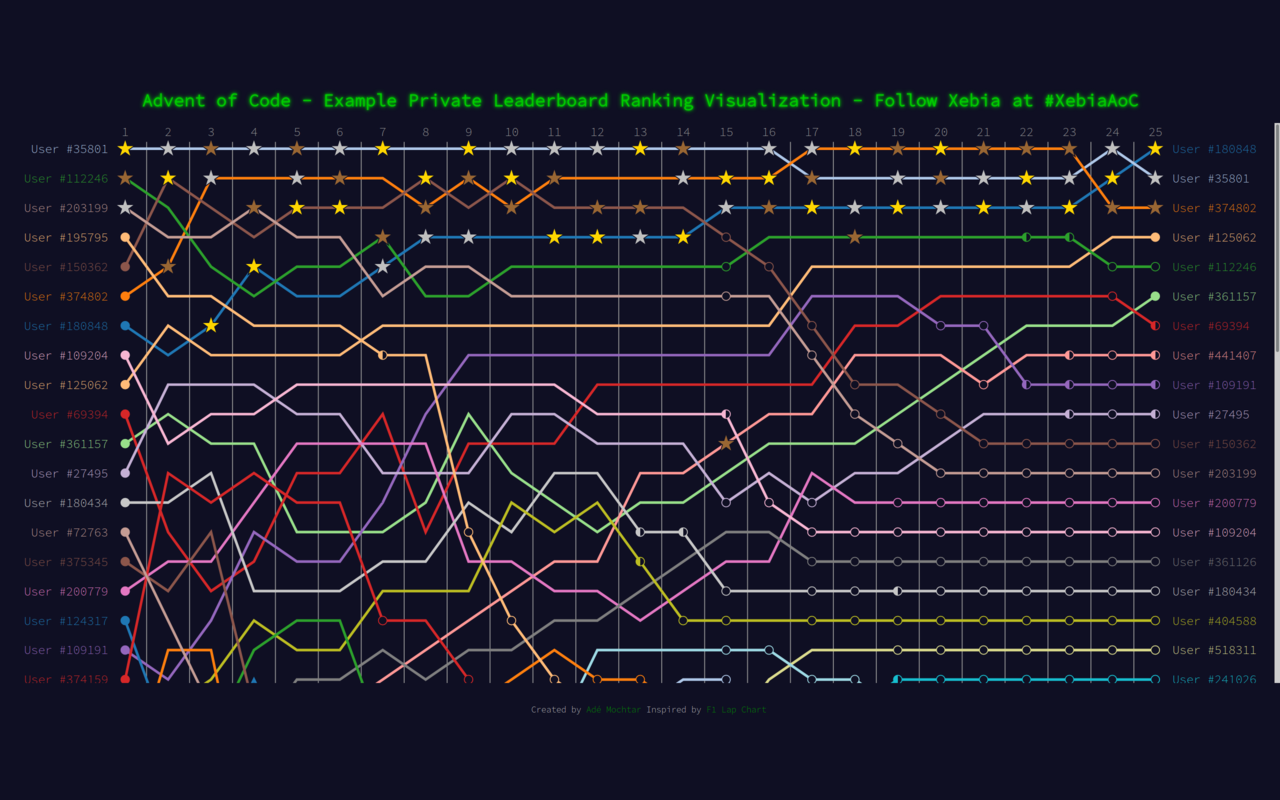 Advent of Code - Example Private Leaderboard Ranking Visualization - Follow Xebia at #XebiaAoC
1 2 3 4 5 6 7 8 9 10 11 12 13 14 15 16 17 18 19 20 21 22 23 24 25
User #35801 User #180848
User #112246 User #35801
User #203199 User #374802
User #195795 User #125062
User #150362 User #112246
User #374802 User #361157
User #180848 User #69394
User #109204 User #441407
User #125062 User #109191
User #69394 User #27495
User #361157 User #150362
User #27495 User #203199
User #180434 User #200779
User #72763 User #109204
User #375345 User #361126
User #200779 User #180434
User #124317 User #404588
User #109191 User #518311
User #374159 User #241026
Created by Adé Mochtar Inspired by F1 Lap Chart